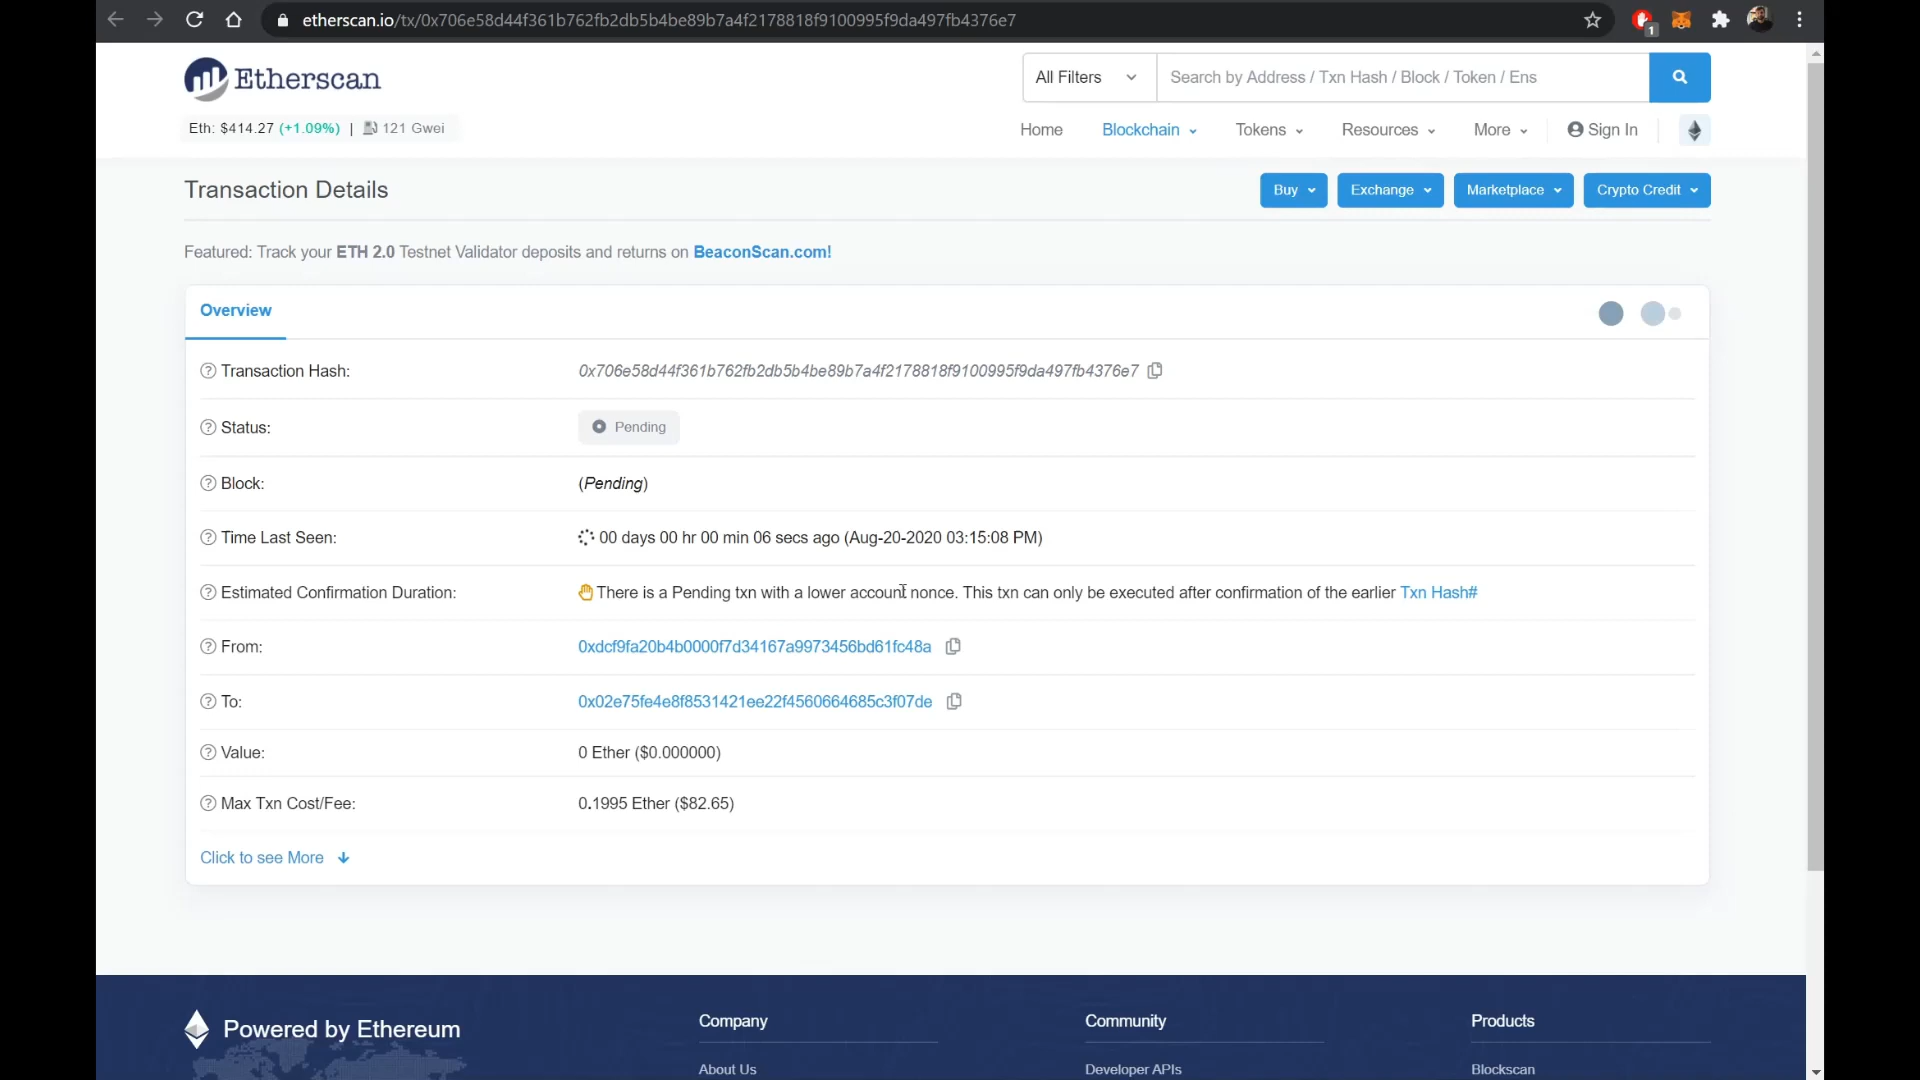 etherscan.io/tx/0x706e58d44f361b762fb2db5b4be89b7a4f2178818f9100995f9da497fb4376e7
1
Etherscan
All Filters
Search by Address / Txn Hash / Block / Token / Ens
Eth: $414.27 (+1.09%) | 121 Gwei
Home Blockchain Tokens Resources More Sign In
Transaction Details
Buy Exchange Marketplace Crypto Credit
Featured: Track your ETH 2.0 Testnet Validator deposits and returns on BeaconScan.com!
Overview
Transaction Hash: 0x706e58d44f361b762fb2db5b4be89b7a4f2178818f9100995f9da497fb4376e7
Status: Pending
Block: (Pending)
Time Last Seen: 00 days 00 hr 00 min 06 secs ago (Aug-20-2020 03:15:08 PM)
Estimated Confirmation Duration: There is a Pending txn with a lower account nonce. This txn can only be executed after confirmation of the earlier Txn Hash#
From: 0xdcf9fa20b4b0000f7d34167a9973456bd61fc48a
To: 0x02e75fe4e8f8531421ee22f4560664685c3f07de
Value: 0 Ether ($0.000000)
Max Txn Cost/Fee: 0.1995 Ether ($82.65)
Click to see More
Powered by Ethereum
Company
Community
Products
About Us
Developer APIs
Blockscan